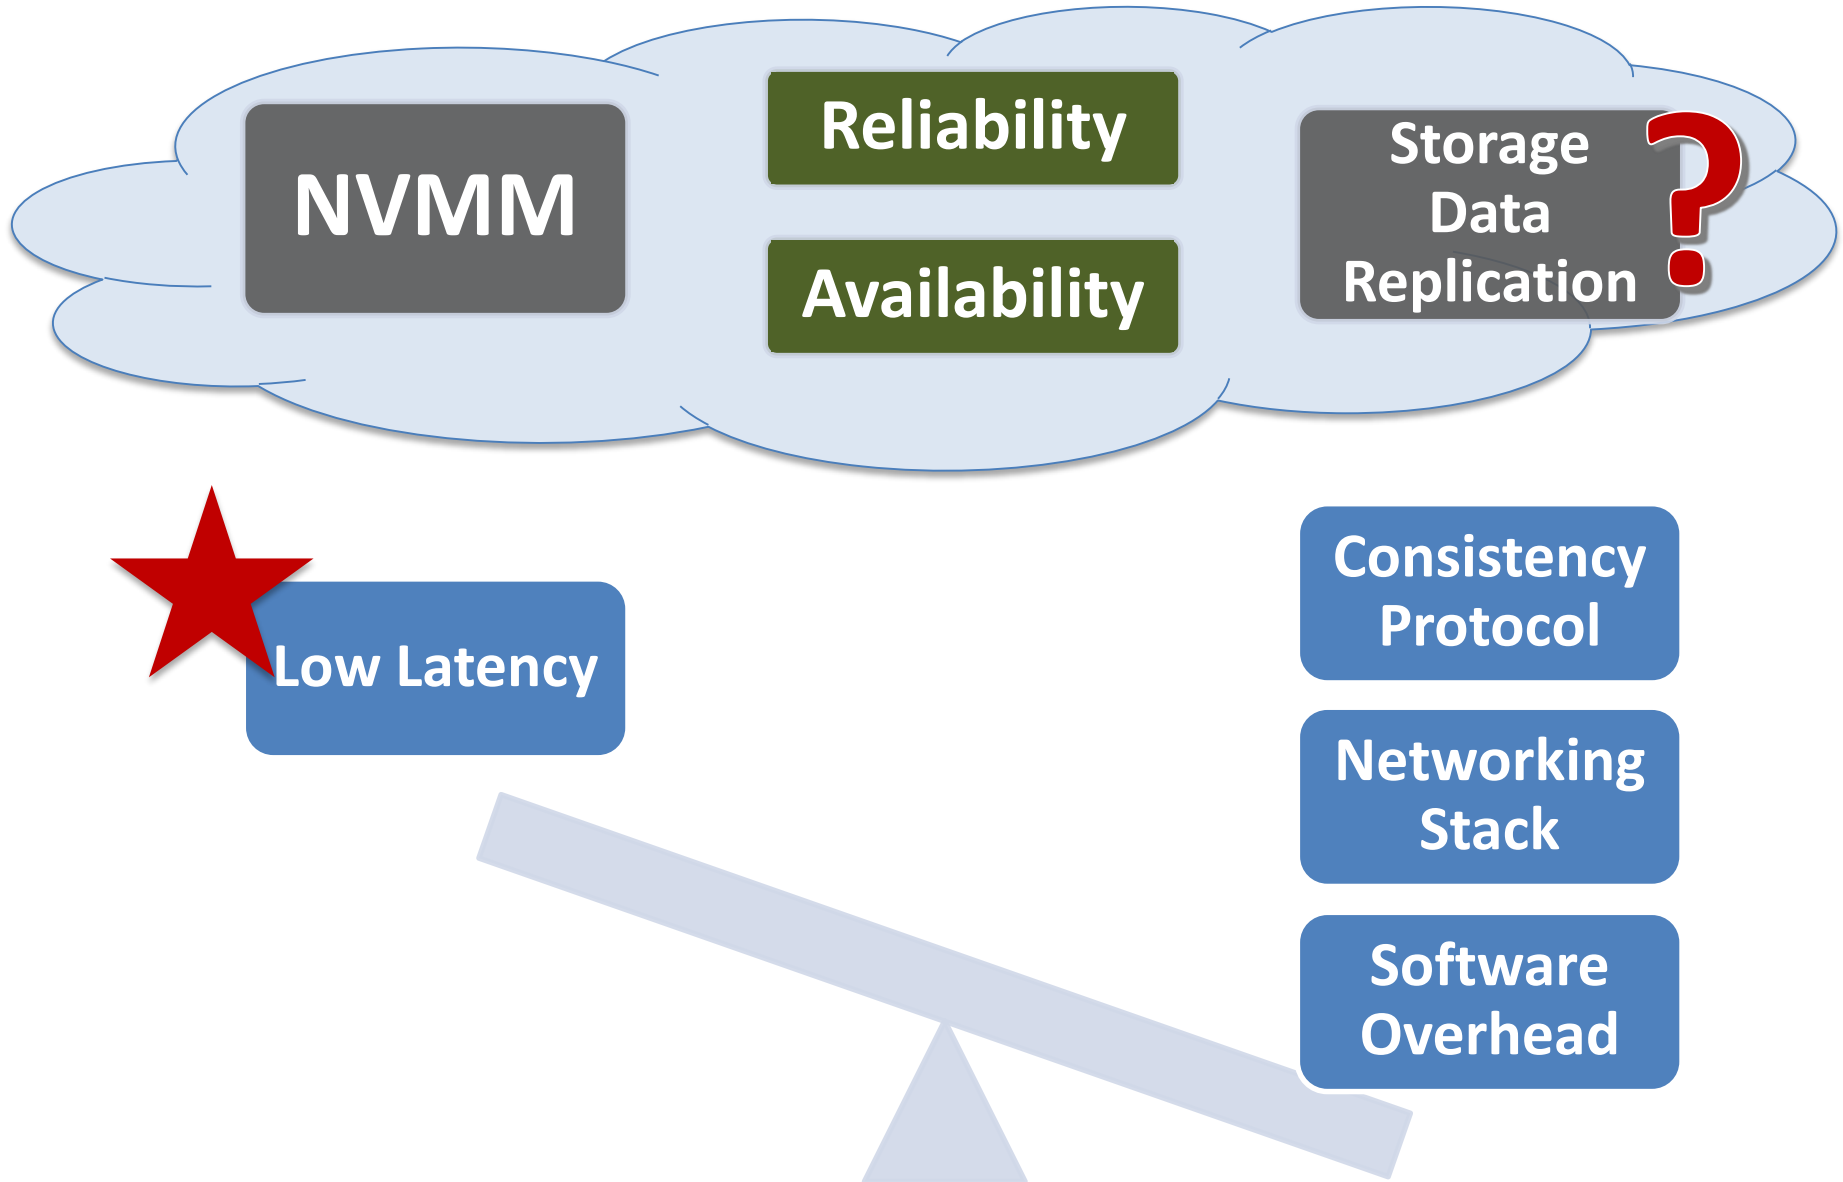 NVMM
Reliability
Availability
Storage
Data
Replication
?
Low Latency
Consistency
Protocol
Networking
Stack
Software
Overhead